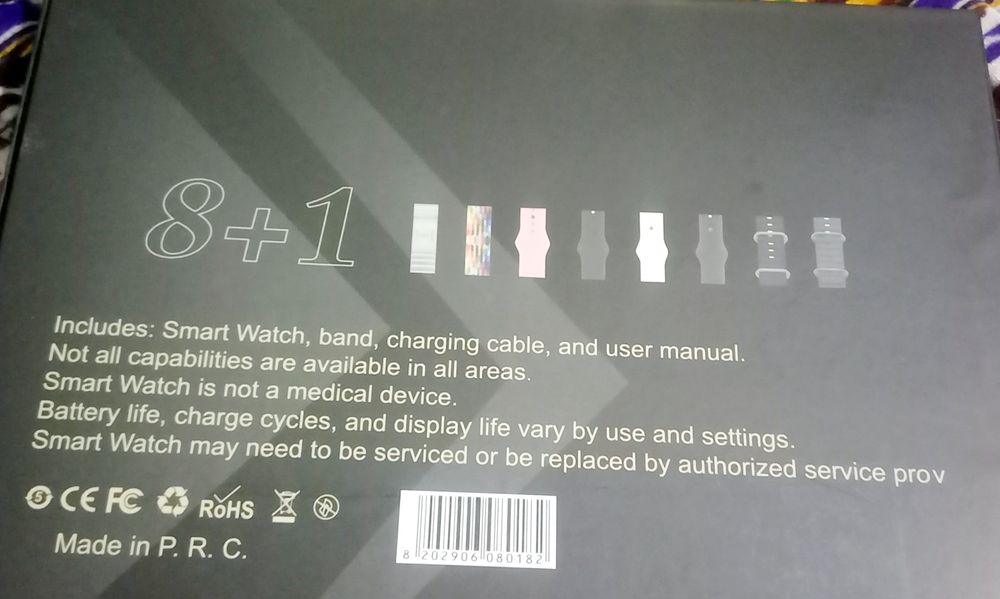 8+1
Includes: Smart Watch, band, charging cable, and user manual.
Not all capabilities are available in all areas.
Smart Watch is not a medical device.
Battery life, charge cycles, and display life vary by use and settings.
Smart Watch may need to be serviced or be replaced by authorized service prov
5 CE FC RoHS
Made in P. R. C.
8 202906 080182